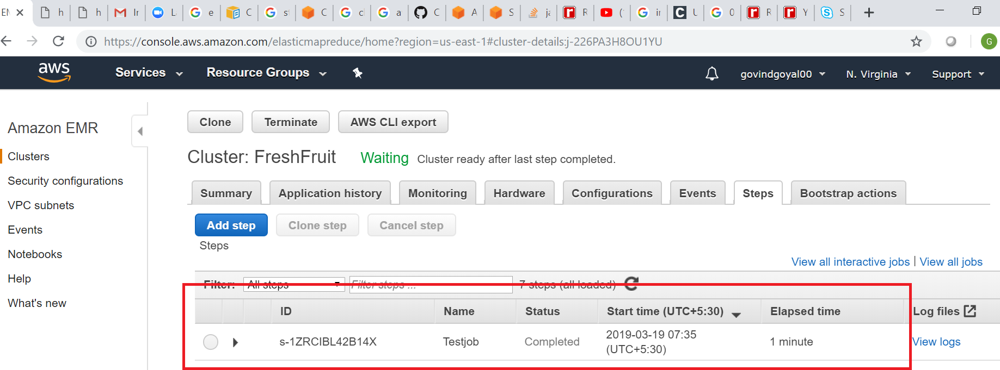 EM
h
h
Ir
L
e
C
s
C
cl
a
C
A
S
ja
R
(
ir
U
0
R
Y
S
https://console.aws.amazon.com/elasticmapreduce/home?region=us-east-1#cluster-details:j-226PA3H8OU1YU
G
aws
Services
Resource Groups
govindgoyal00
N. Virginia
Support
Amazon EMR
Clusters
Security configurations
VPC subnets
Events
Notebooks
Help
What's new
Clone
Terminate
AWS CLI export
Cluster: FreshFruit Waiting Cluster ready after last step completed.
Summary
Application history
Monitoring
Hardware
Configurations
Events
Steps
Bootstrap actions
Add step
Clone step
Cancel step
Steps
View all interactive jobs | View all jobs
Filter: All steps Filter steps ... 7 steps (all loaded)
ID Name Status Start time (UTC+5:30) Elapsed time Log files
s-1ZRCIBL42B14X Testjob Completed 2019-03-19 07:35 (UTC+5:30) 1 minute View logs